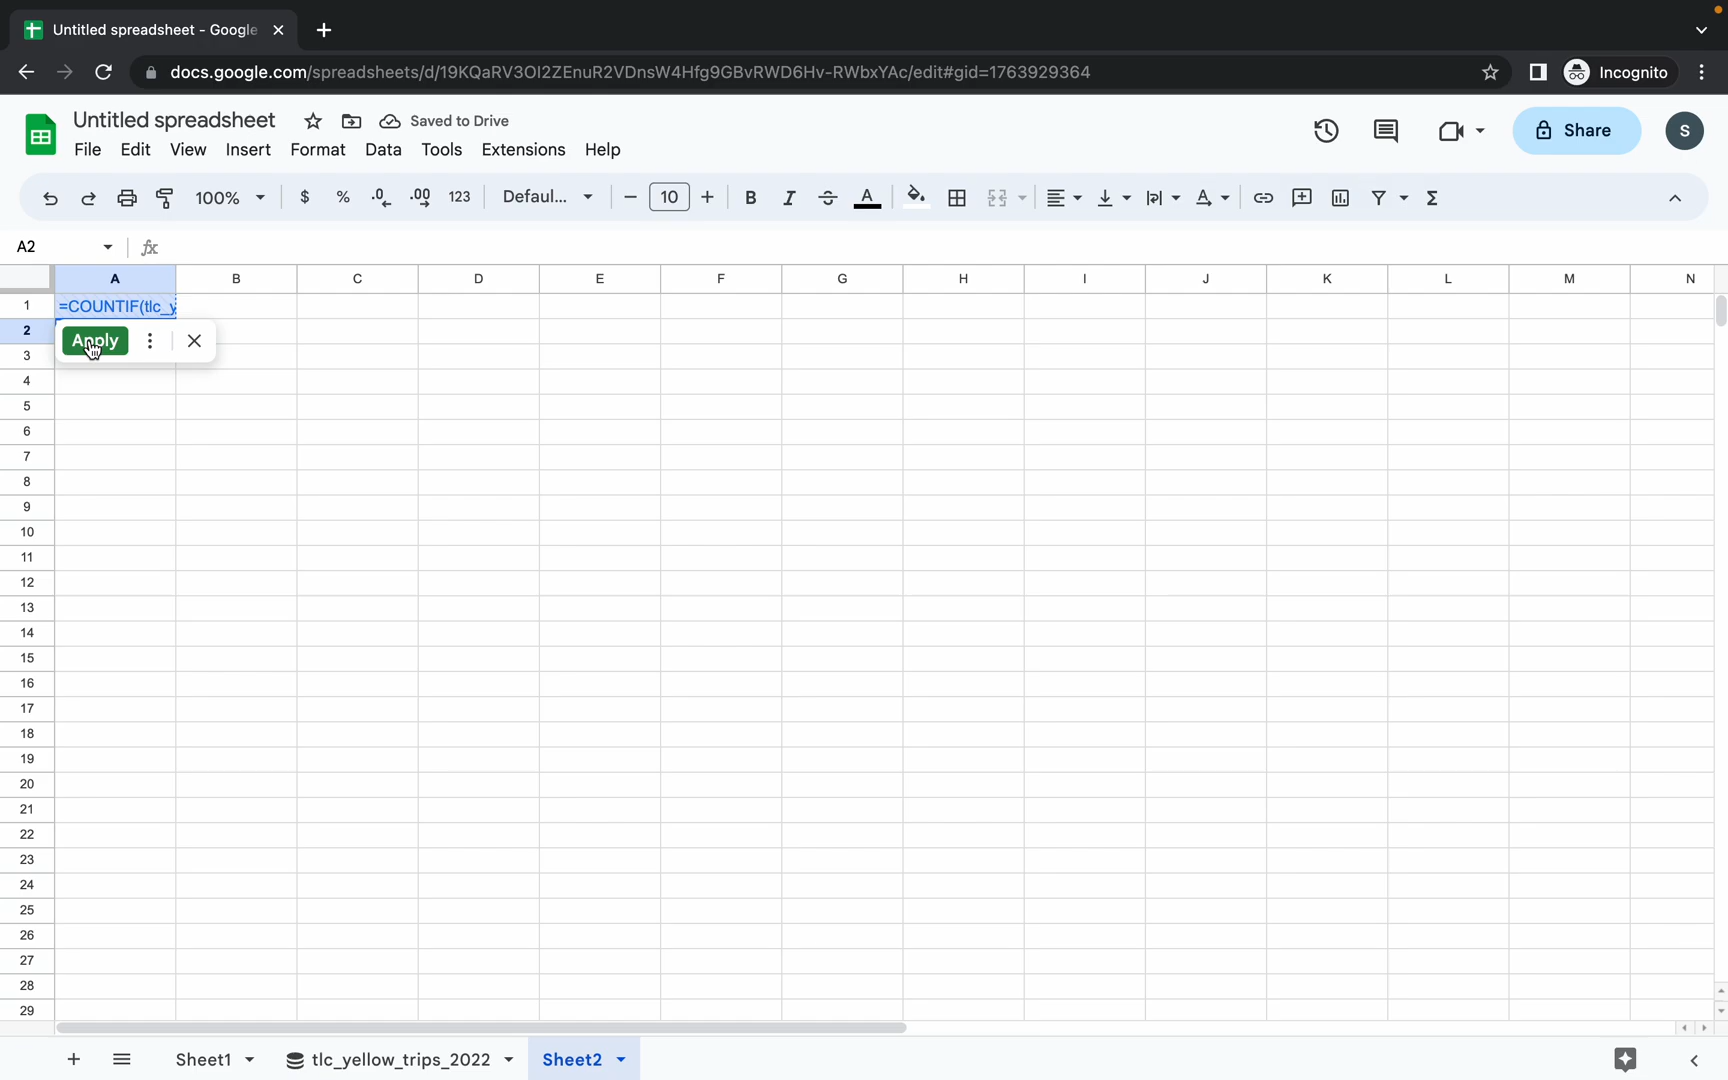 Untitled spreadsheet - Google
docs.google.com/spreadsheets/d/19KQaRV3OI2ZEnuR2VDnsW4Hfg9GBvRWD6Hv-RWbxYAc/edit#gid=1763929364
Incognito
Untitled spreadsheet
Saved to Drive
File Edit View Insert Format Data Tools Extensions Help
Share
S
100% $ % .0 .00 123 Defaul... 10 B I S A
A2 fx
A B C D E F G H I J K L M N
1 =COUNTIF(tlc_y
2 Apply
3
4
5
6
7
8
9
10
11
12
13
14
15
16
17
18
19
20
21
22
23
24
25
26
27
28
29
Sheet1 tlc_yellow_trips_2022 Sheet2